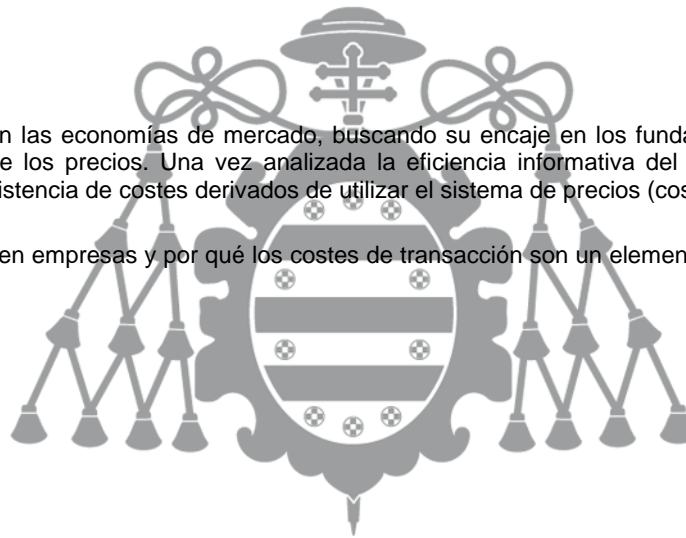 n las economías de mercado, buscando su encaje en los funda
e los precios. Una vez analizada la eficiencia informativa del
istencia de costes derivados de utilizar el sistema de precios (cos
en empresas y por qué los costes de transacción son un elemen